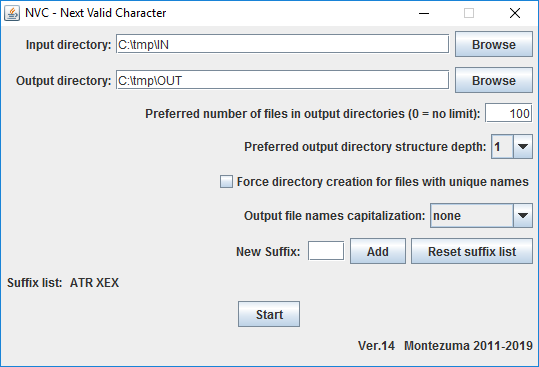 NVC - Next Valid Character
Input directory: C:\tmp\IN Browse
Output directory: C:\tmp\OUT Browse
Preferred number of files in output directories (0 = no limit): 100
Preferred output directory structure depth: 1
Force directory creation for files with unique names
Output file names capitalization: none
New Suffix: Add Reset suffix list
Suffix list: ATR XEX
Start
Ver.14 Montezuma 2011-2019